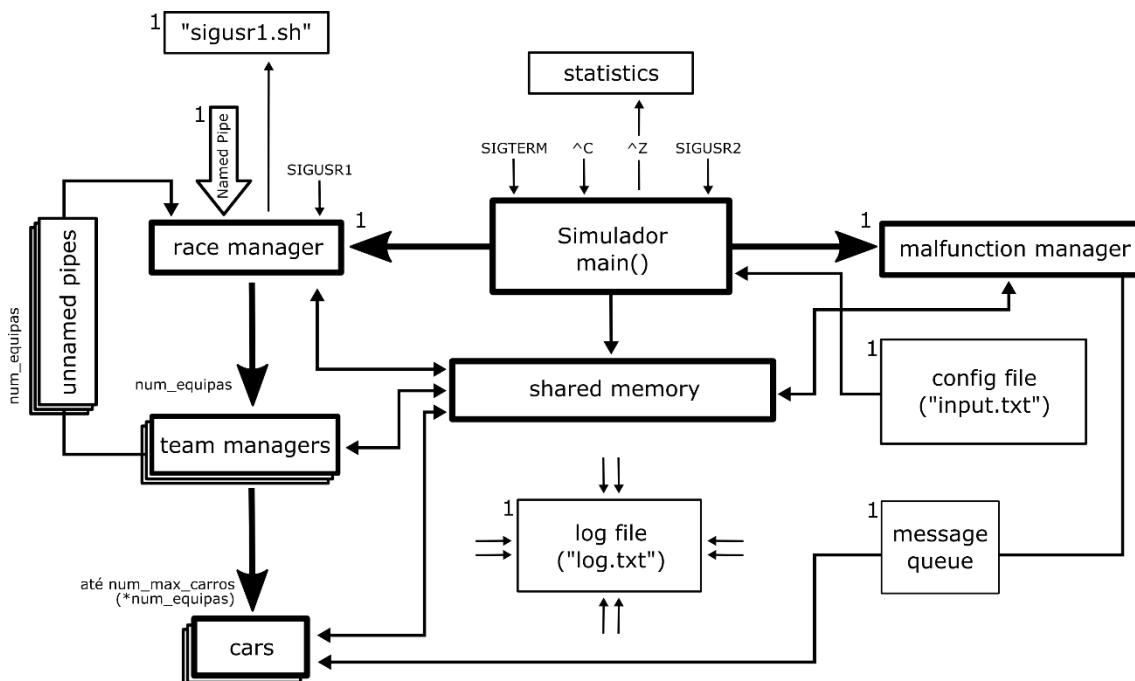 1
"sigusr1.sh"
statistics
1
Named Pipe
SIGUSR1
SIGTERM
^C
^Z
SIGUSR2
race manager
1
Simulador
main()
1
malfunction manager
num_equipas
unnamed pipes
num_equipas
shared memory
1
config file
("input.txt")
team managers
1
log file
("log.txt")
1
message
queue
até num_max_carros
(*num_equipas)
cars